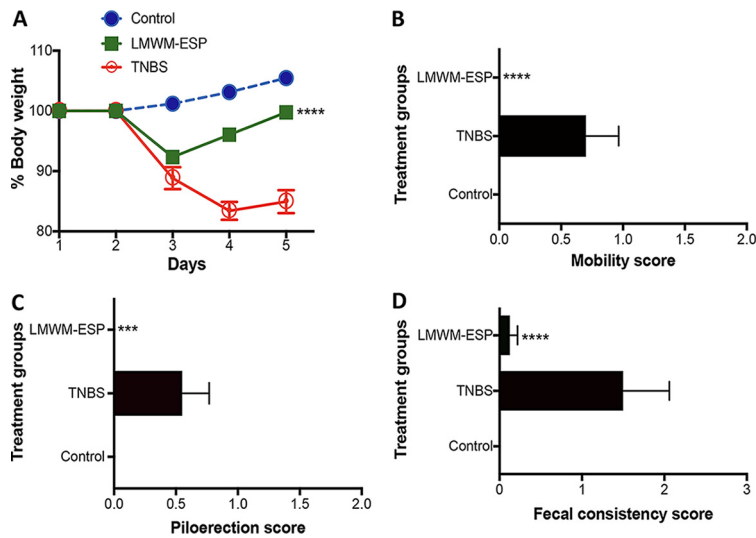 A
Control
LMWM-ESP
TNBS
110
100
90
80
% Body weight
****
1 2 3 4 5
Days
B
Treatment groups
LMWM-ESP
****
TNBS
Control
0.0 0.5 1.0 1.5 2.0
Mobility score
C
Treatment groups
LMWM-ESP
***
TNBS
Control
0.0 0.5 1.0 1.5 2.0
Piloerection score
D
Treatment groups
LMWM-ESP
****
TNBS
Control
0 1 2 3
Fecal consistency score